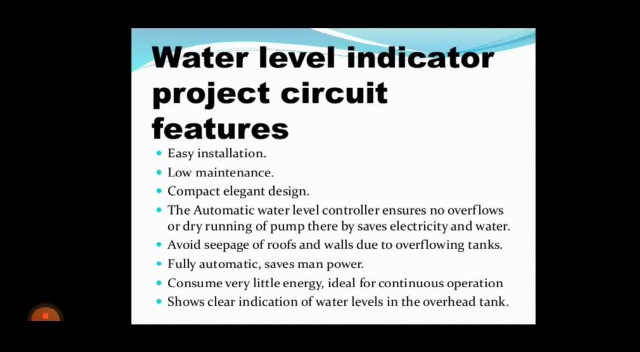 Water level indicator
project circuit
features
• Easy installation.
• Low maintenance.
• Compact elegant design.
• The Automatic water level controller ensures no overflows
or dry running of pump there by saves electricity and water.
• Avoid seepage of roofs and walls due to overflowing tanks.
• Fully automatic, saves man power.
• Consume very little energy, ideal for continuous operation
• Shows clear indication of water levels in the overhead tank.